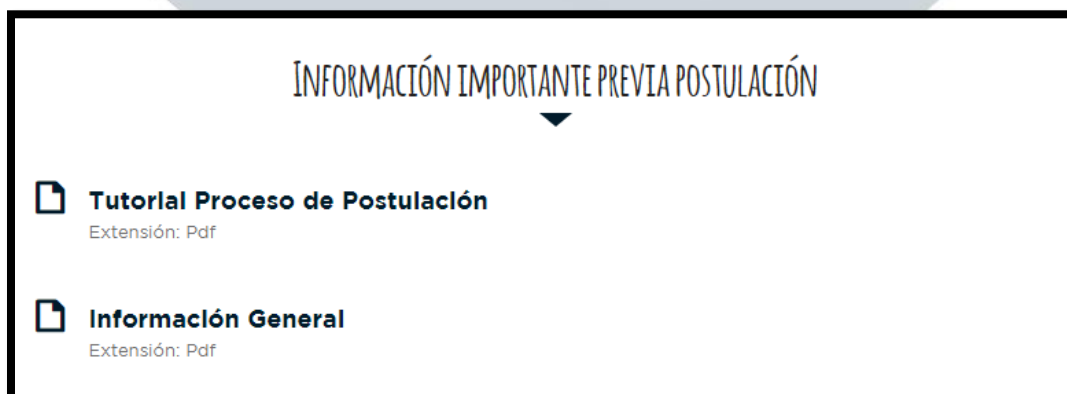 Información importante previa postulación
Tutorial Proceso de Postulación
Extensión: Pdf
Información General
Extensión: Pdf